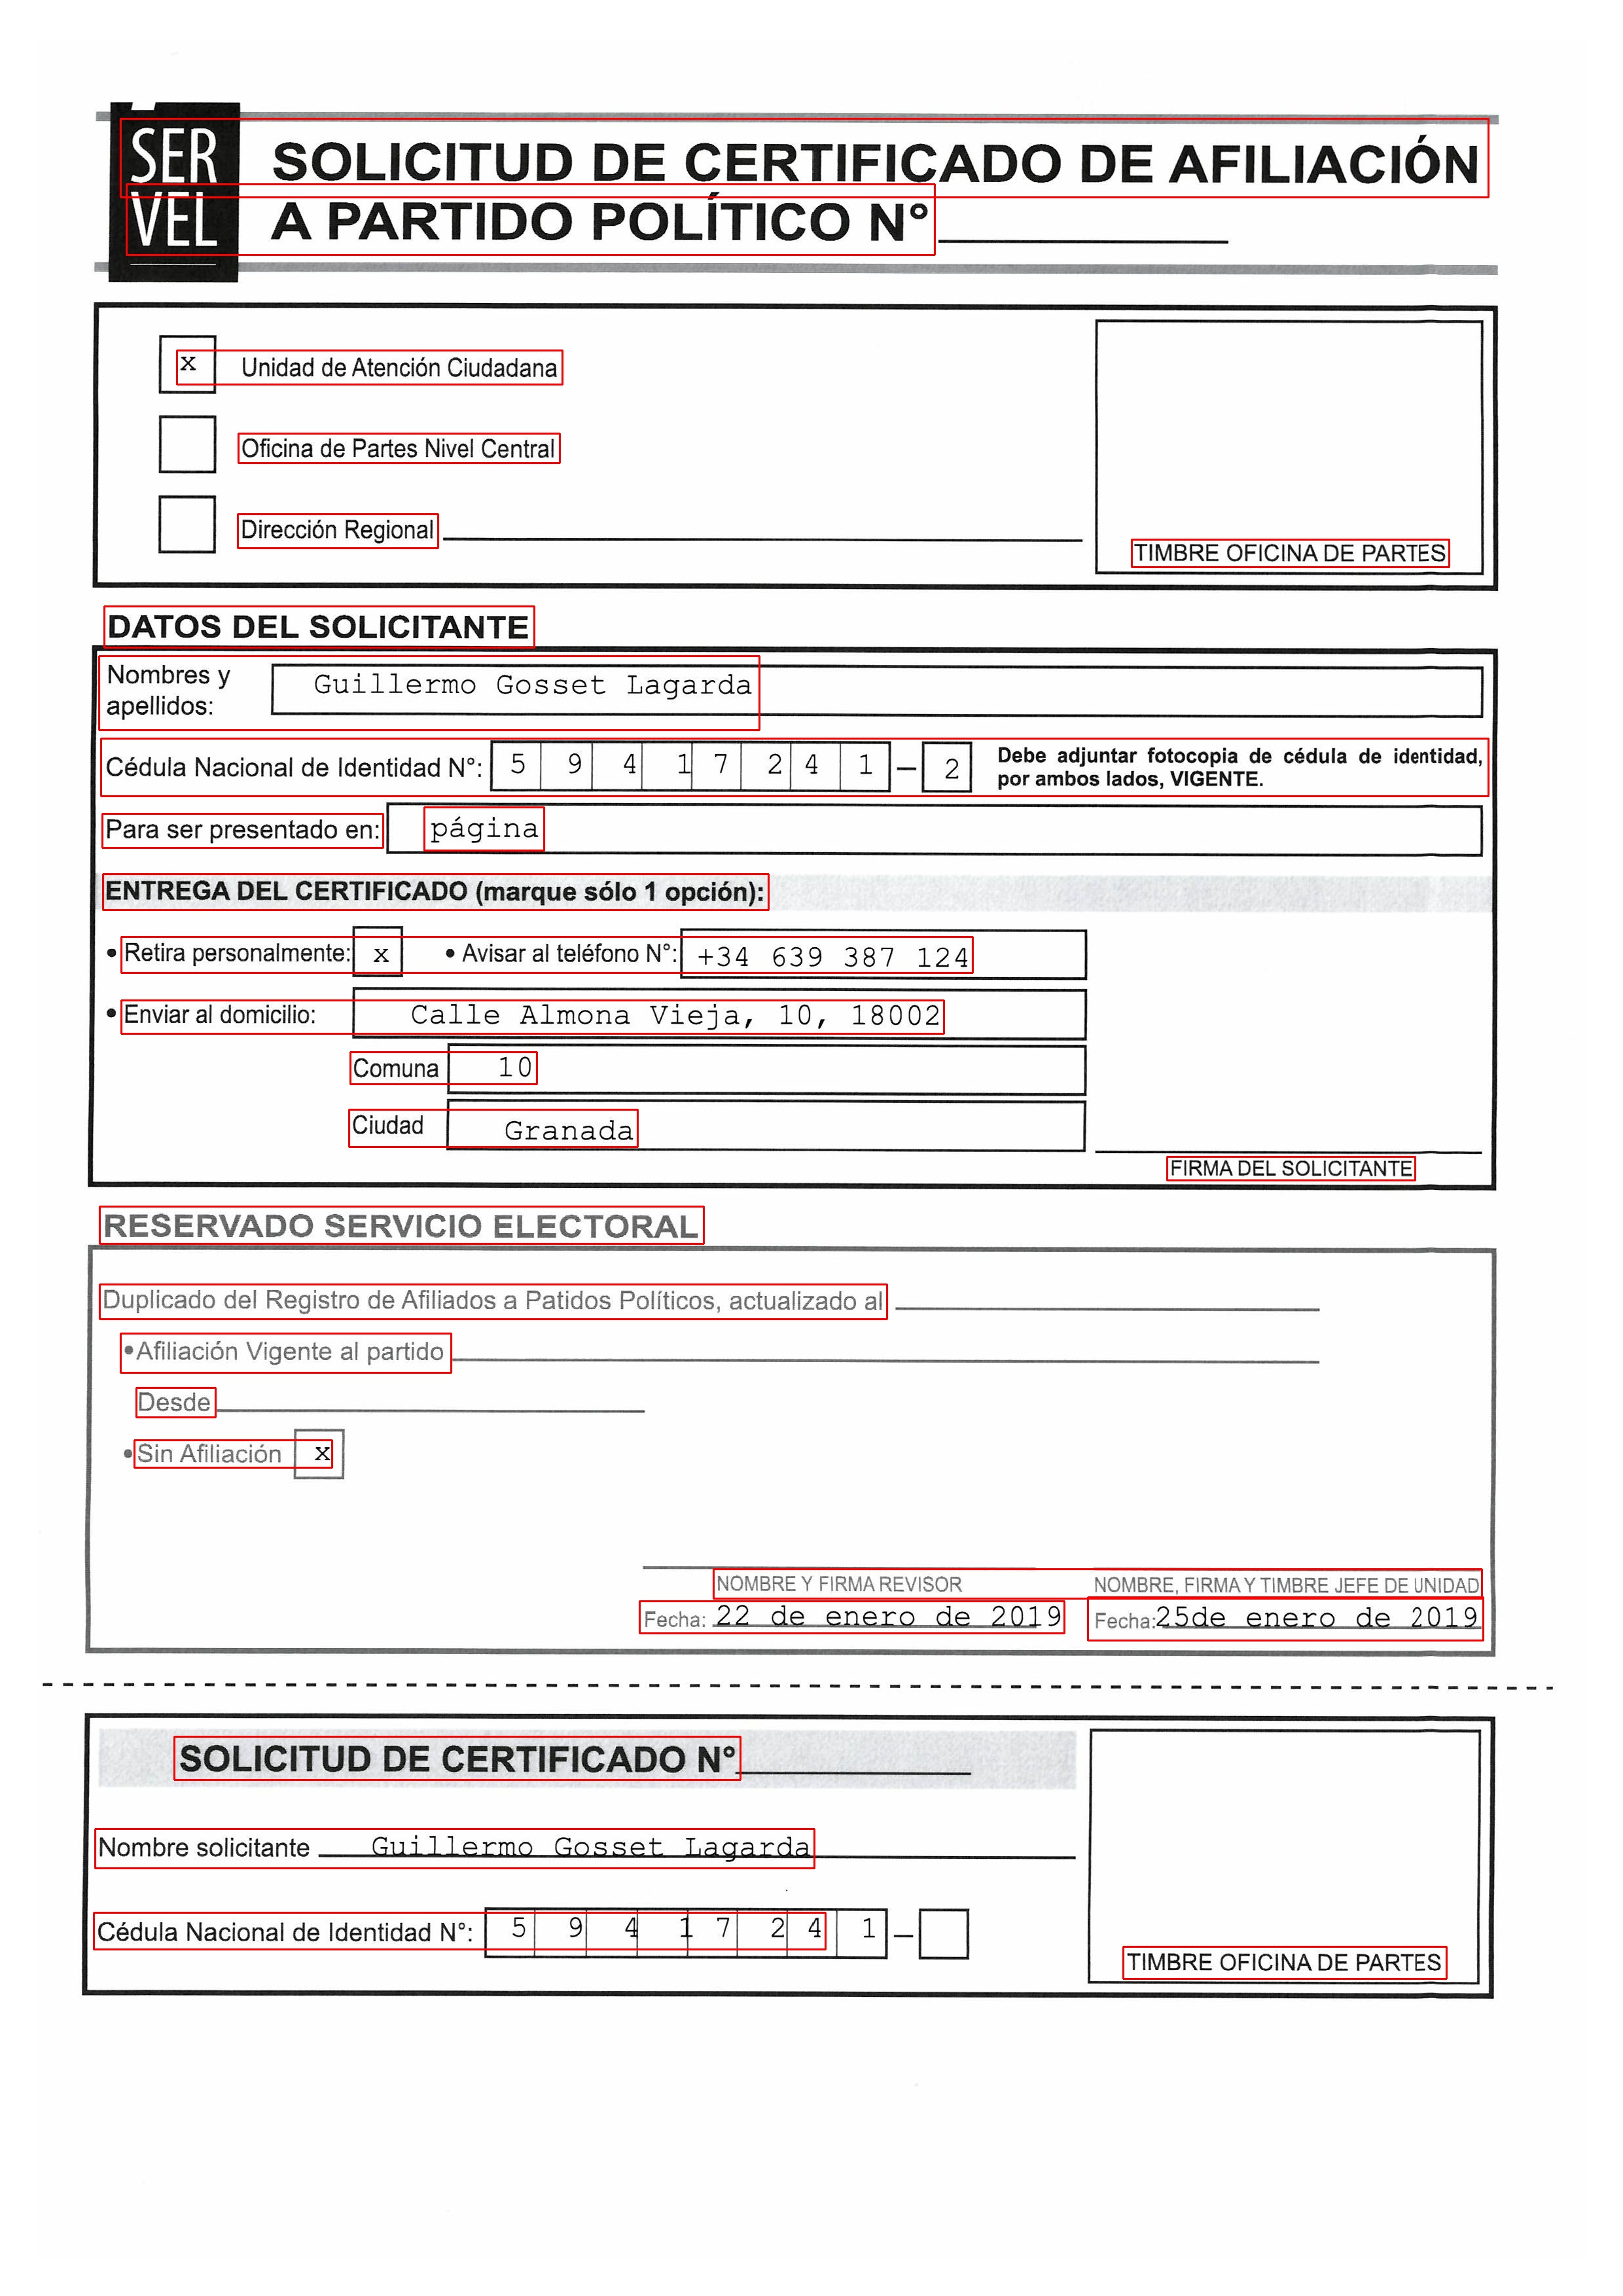 SER SOLICITUD DE CERTIFICADO DE AFILIACIÓN
VEL A PARTIDO POLÍTICO N°
x Unidad de Atención Ciudadana
Oficina de Partes Nivel Central
Dirección Regional
TIMBRE OFICINA DE PARTES
DATOS DEL SOLICITANTE
Nombres y
apellidos: Guillermo Gosset Lagarda
Cédula Nacional de Identidad N°: 5 9 4 1 7 2 4 1 – 2
Debe adjuntar fotocopia de cédula de identidad,
por ambos lados, VIGENTE.
Para ser presentado en: página
ENTREGA DEL CERTIFICADO (marque sólo 1 opción):
• Retira personalmente: x • Avisar al teléfono N°: +34 639 387 124
• Enviar al domicilio: Calle Almona Vieja, 10, 18002
Comuna 10
Ciudad Granada
FIRMA DEL SOLICITANTE
RESERVADO SERVICIO ELECTORAL
Duplicado del Registro de Afiliados a Patidos Políticos, actualizado al
•Afiliación Vigente al partido
Desde
•Sin Afiliación x
NOMBRE Y FIRMA REVISOR NOMBRE, FIRMA Y TIMBRE JEFE DE UNIDAD
Fecha: 22 de enero de 2019 Fecha:25de enero de 2019
SOLICITUD DE CERTIFICADO N°
Nombre solicitante Guillermo Gosset Lagarda
Cédula Nacional de Identidad N°: 5 9 4 1 7 2 4 1 –
TIMBRE OFICINA DE PARTES